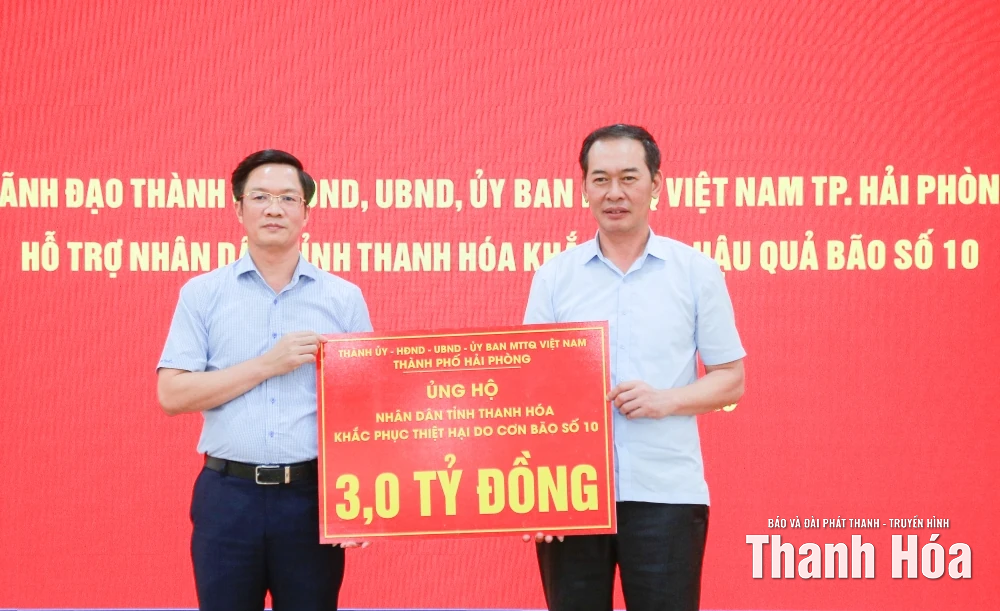 ÃNH ĐẠO THÀNH ND, UBND, ỦY BAN VIỆT NAM TP. HẢI PHÒN
HỖ TRỢ NHÂN DÂ TỈNH THANH HÓA KHẮ HẬU QUẢ BÃO SỐ 10
THÀNH ỦY - HĐND - UBND - ỦY BAN MTTQ VIỆT NAM
THÀNH PHỐ HẢI PHÒNG
ỦNG HỘ
NHÂN DÂN TỈNH THANH HÓA
KHẮC PHỤC THIỆT HẠI DO CƠN BÃO SỐ 10
3,0 TỶ ĐỒNG
BÁO VÀ ĐÀI PHÁT THANH - TRUYỀN HÌNH
Thanh Hóa